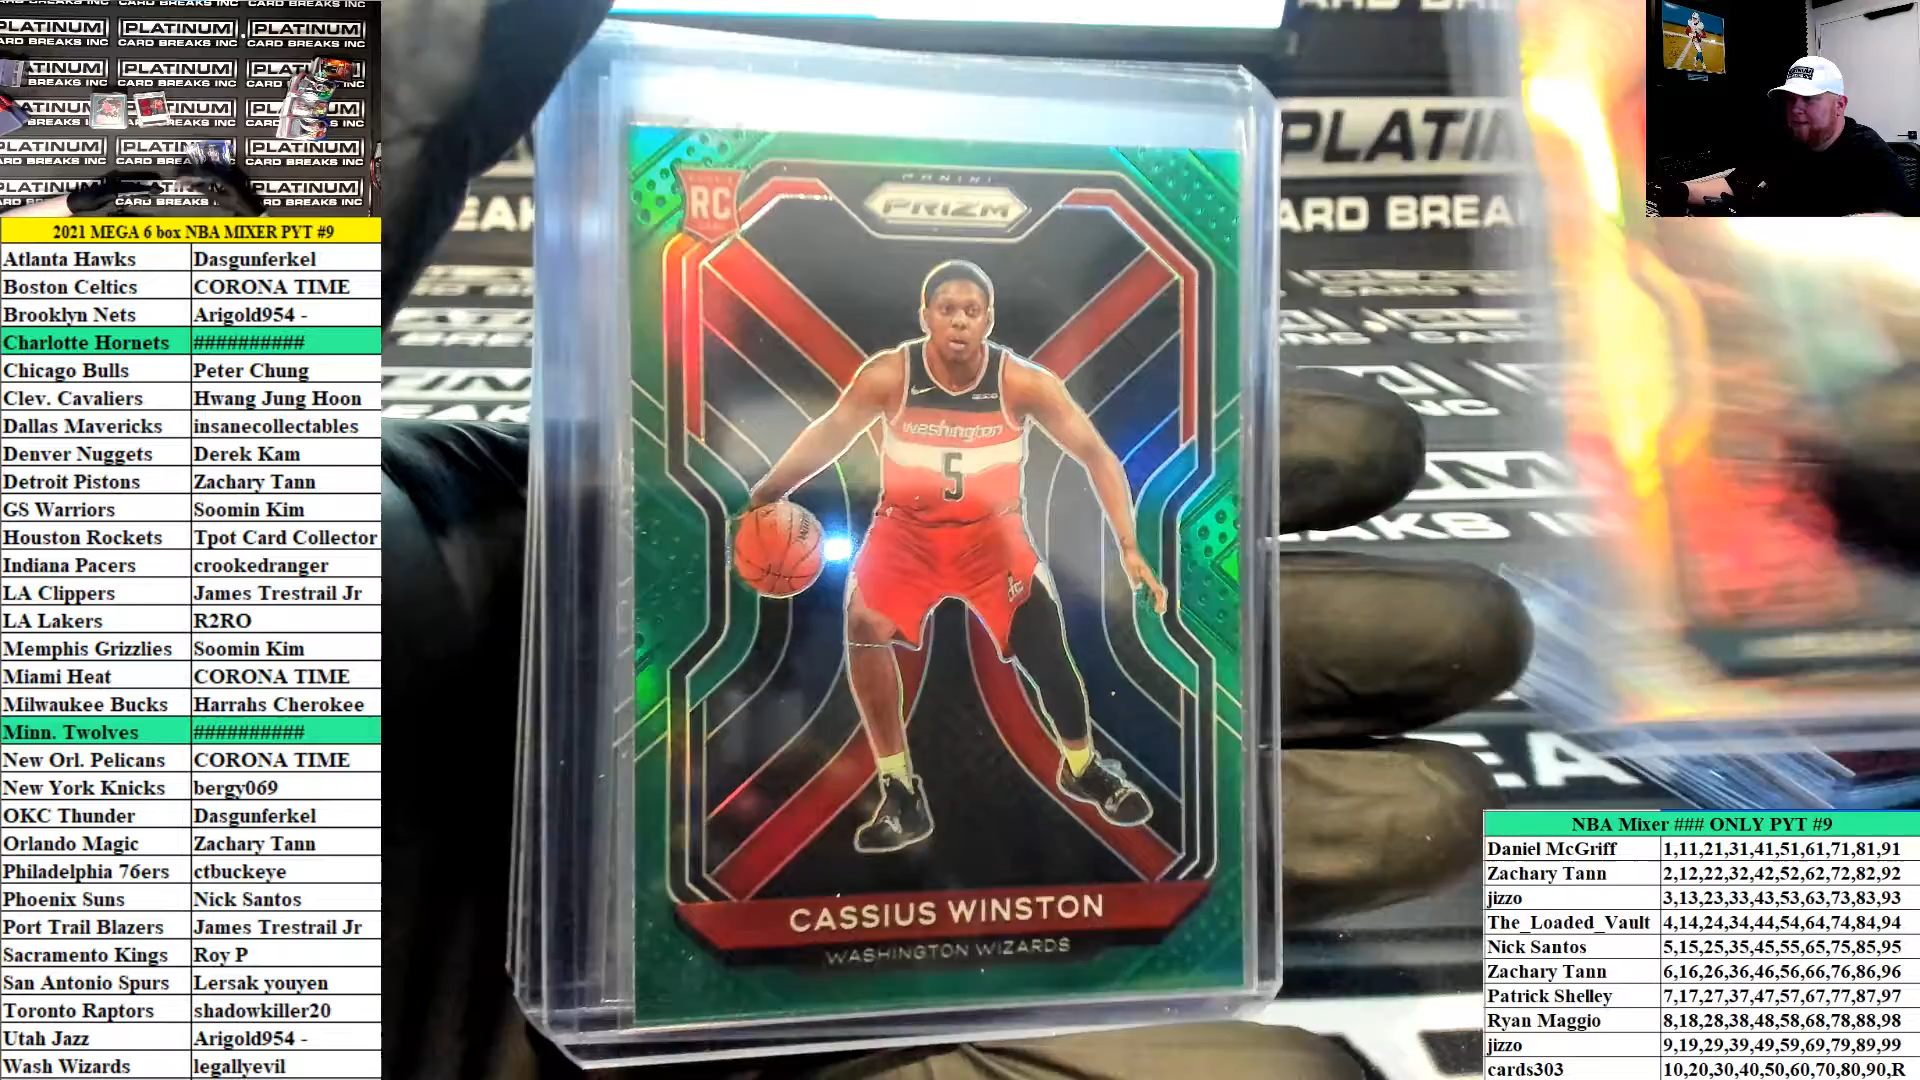 PLATINUM
CARD BREAKS INC
2021 MEGA 6 box NBA MIXER PYT #9
Atlanta Hawks Dasgunferkel
Boston Celtics CORONA TIME
Brooklyn Nets Arigold954 -
Charlotte Hornets ##########
Chicago Bulls Peter Chung
Clev. Cavaliers Hwang Jung Hoon
Dallas Mavericks insanecollectables
Denver Nuggets Derek Kam
Detroit Pistons Zachary Tann
GS Warriors Soomin Kim
Houston Rockets Tpot Card Collector
Indiana Pacers crookedranger
LA Clippers James Trestrail Jr
LA Lakers R2RO
Memphis Grizzlies Soomin Kim
Miami Heat CORONA TIME
Milwaukee Bucks Harrahs Cherokee
Minn. Twolves ##########
New Orl. Pelicans CORONA TIME
New York Knicks bergy069
OKC Thunder Dasgunferkel
Orlando Magic Zachary Tann
Philadelphia 76ers ctbuckeye
Phoenix Suns Nick Santos
Port Trail Blazers James Trestrail Jr
Sacramento Kings Roy P
San Antonio Spurs Lersak youyen
Toronto Raptors shadowkiller20
Utah Jazz Arigold954 -
Wash Wizards legallyevil
RC
PANINI
PRIZM
washington
5
dc
CASSIUS WINSTON
WASHINGTON WIZARDS
NBA Mixer ### ONLY PYT #9
Daniel McGriff 1,11,21,31,41,51,61,71,81,91
Zachary Tann 2,12,22,32,42,52,62,72,82,92
jizzo 3,13,23,33,43,53,63,73,83,93
The_Loaded_Vault 4,14,24,34,44,54,64,74,84,94
Nick Santos 5,15,25,35,45,55,65,75,85,95
Zachary Tann 6,16,26,36,46,56,66,76,86,96
Patrick Shelley 7,17,27,37,47,57,67,77,87,97
Ryan Maggio 8,18,28,38,48,58,68,78,88,98
jizzo 9,19,29,39,49,59,69,79,89,99
cards303 10,20,30,40,50,60,70,80,90,R